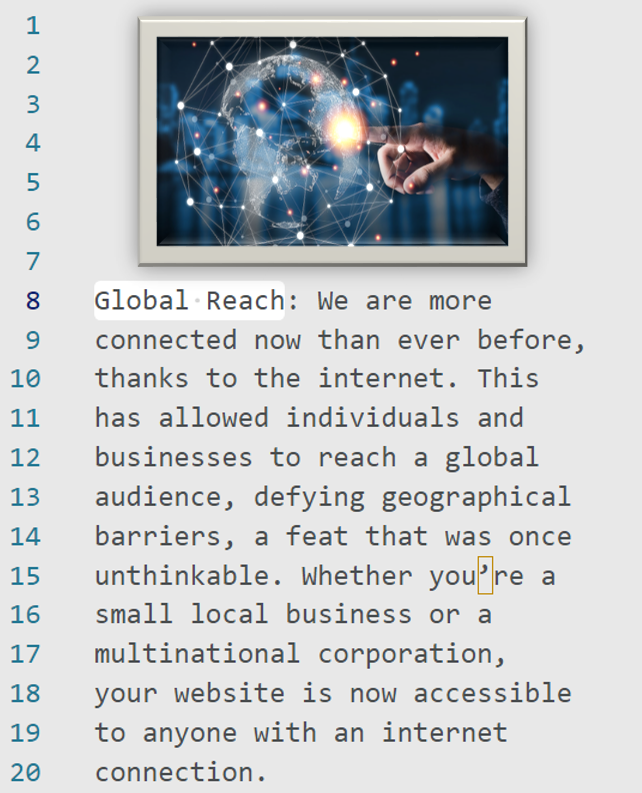 1
2
3
4
5
6
7
8 Global·Reach: We are more
9 connected now than ever before,
10 thanks to the internet. This
11 has allowed individuals and
12 businesses to reach a global
13 audience, defying geographical
14 barriers, a feat that was once
15 unthinkable. Whether you’re a
16 small local business or a
17 multinational corporation,
18 your website is now accessible
19 to anyone with an internet
20 connection.